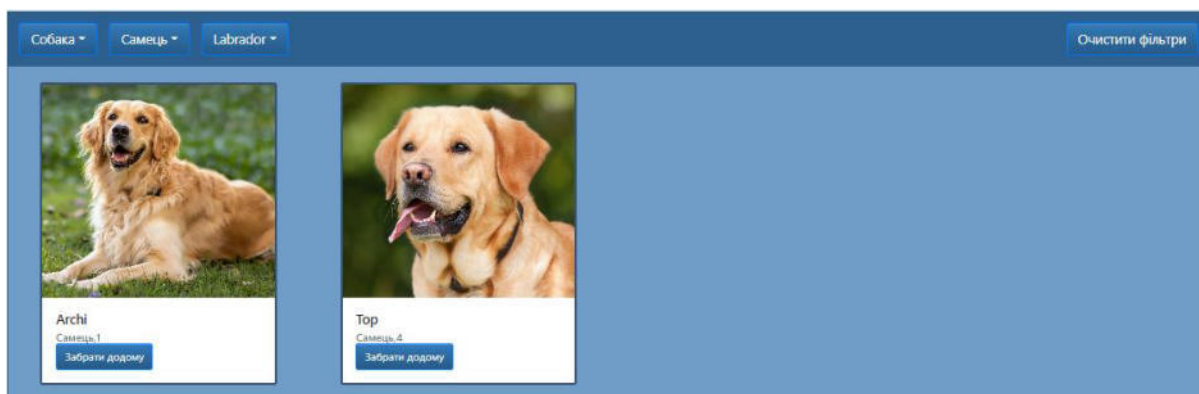 Собака Самець Labrador Очистити фільтри
Archi
Самець,1
Забрати додому
Top
Самець,4
Забрати додому